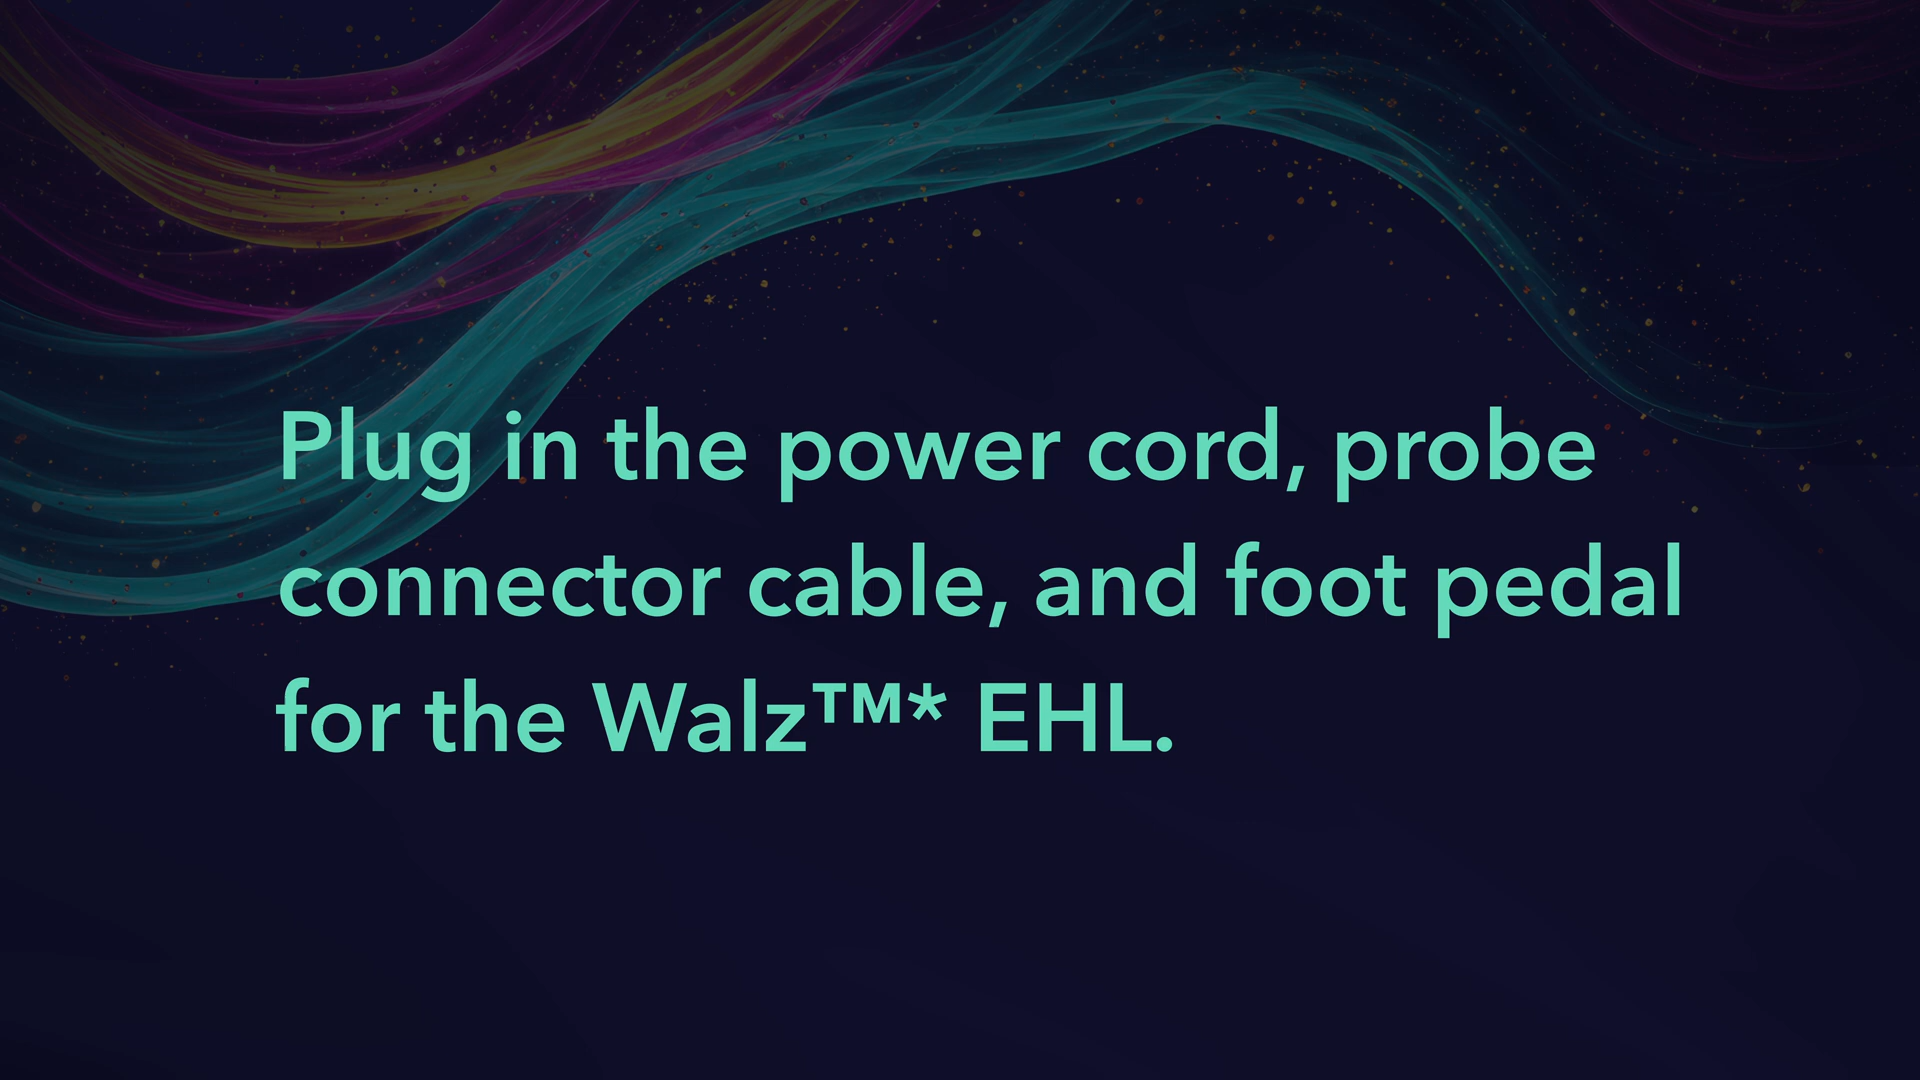 Plug in the power cord, probe
connector cable, and foot pedal
for the Walz™* EHL.